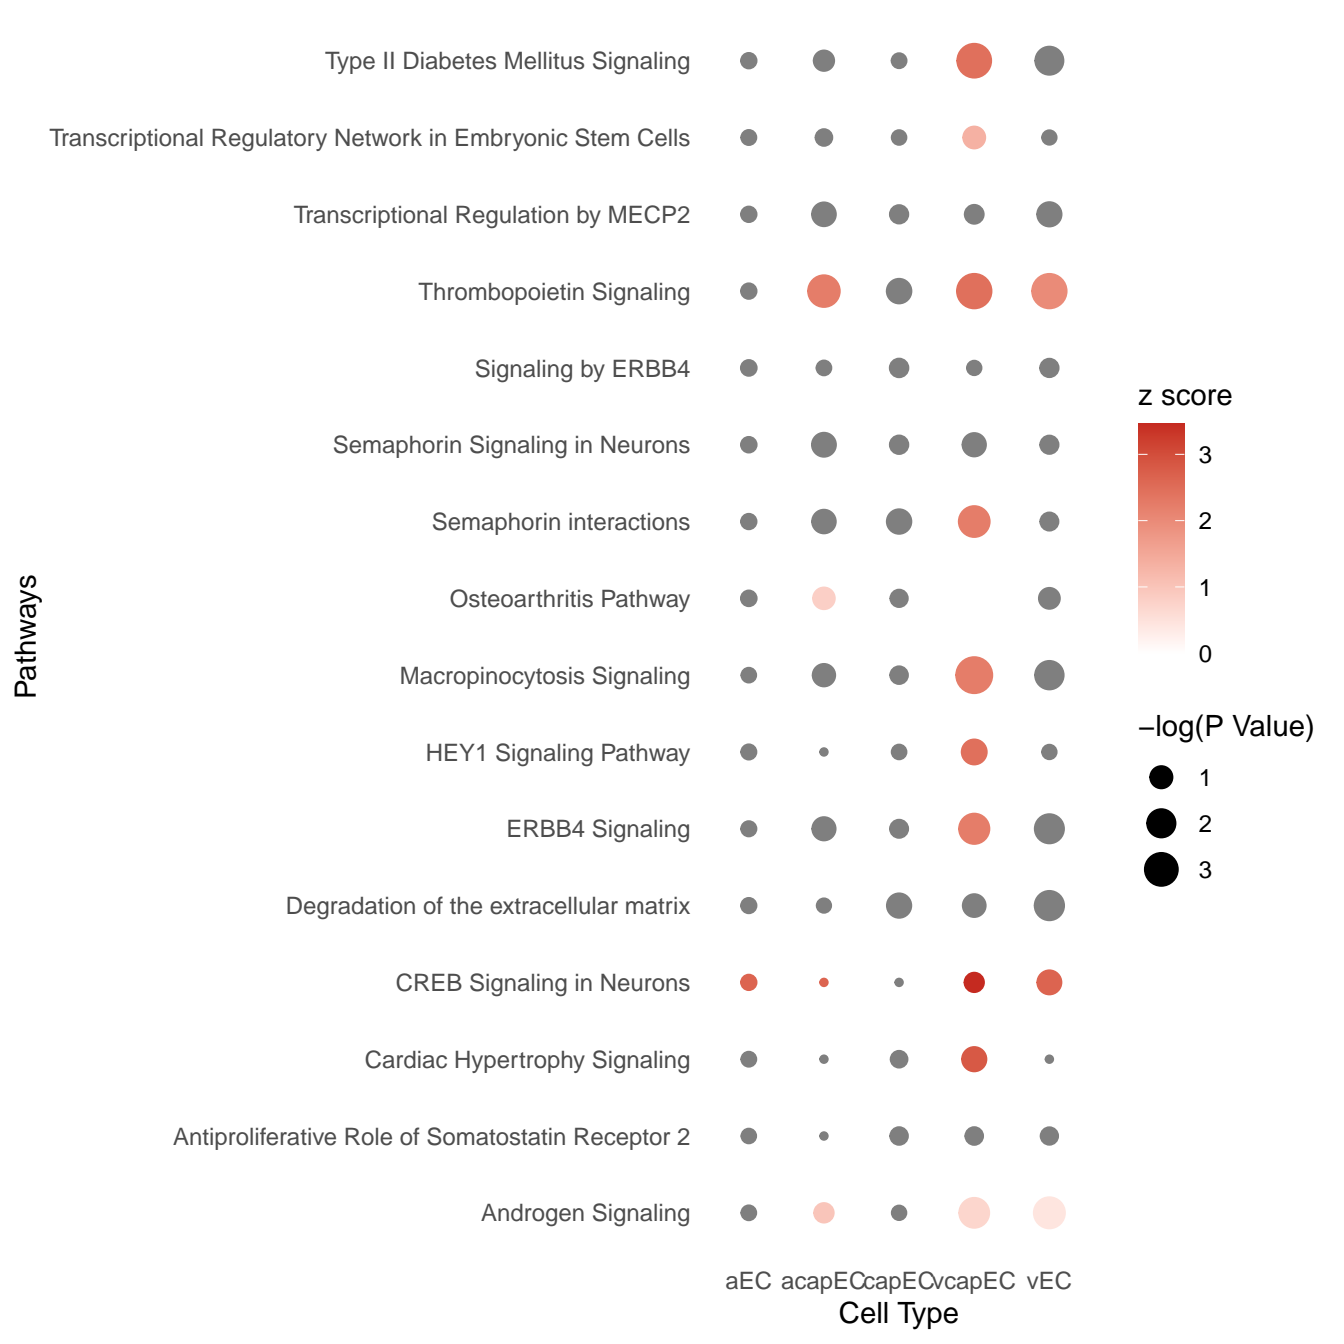 Type II Diabetes Mellitus Signaling
Transcriptional Regulatory Network in Embryonic Stem Cells
Transcriptional Regulation by MECP2
Thrombopoietin Signaling
Signaling by ERBB4
Semaphorin Signaling in Neurons
Semaphorin interactions
Osteoarthritis Pathway
Macropinocytosis Signaling
HEY1 Signaling Pathway
ERBB4 Signaling
Degradation of the extracellular matrix
CREB Signaling in Neurons
Cardiac Hypertrophy Signaling
Antiproliferative Role of Somatostatin Receptor 2
Androgen Signaling
Pathways
aEC acapEC capEC vcapEC vEC
Cell Type
z score
3
2
1
0
−log(P Value)
1
2
3